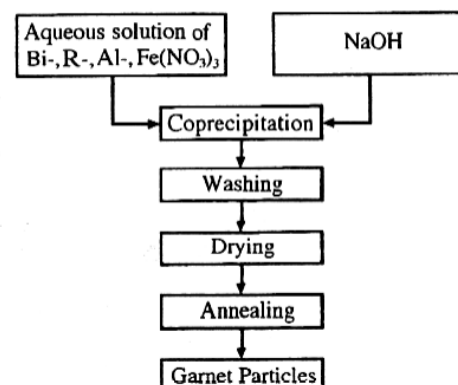 Aqueous solution of
Bi-, R-, Al-, Fe(NO₃)₃
NaOH
Coprecipitation
Washing
Drying
Annealing
Garnet Particles